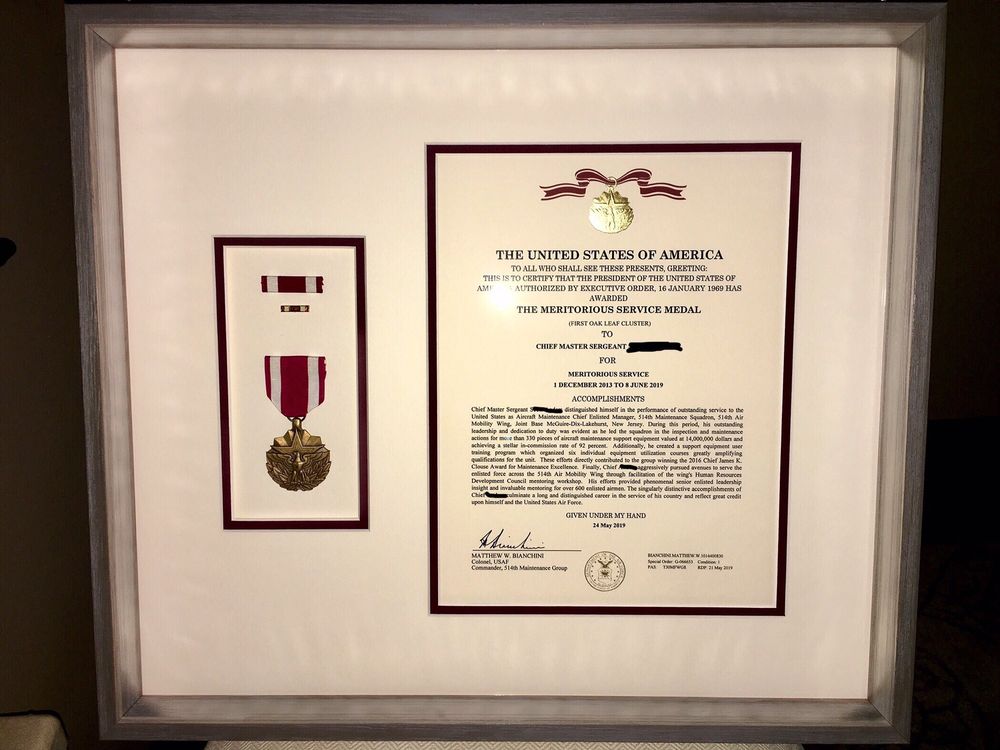 THE UNITED STATES OF AMERICA
TO ALL WHO SHALL SEE THESE PRESENTS, GREETING:
THIS IS TO CERTIFY THAT THE PRESIDENT OF THE UNITED STATES OF
AUTHORIZED BY EXECUTIVE ORDER, 16 JANUARY 1969 HAS
AWARDED
THE MERITORIOUS SERVICE MEDAL
(FIRST OAK LEAF CLUSTER)
TO
CHIEF MASTER SERGEANT
FOR
MERITORIOUS SERVICE
1 DECEMBER 2013 TO 8 JUNE 2019
ACCOMPLISHMENTS
Chief Master Sergeant distinguished himself in the performance of outstanding service to the
United States as Aircraft Maintenance Chief Enlisted Manager, 514th Maintenance Squadron, 514th Air
Mobility Wing, Joint Base McGuire-Dix-Lakehurst, New Jersey. During this period, his outstanding
leadership and dedication to duty was evident as he led the squadron in the inspection and maintenance
actions for more than 330 pieces of aircraft maintenance support equipment valued at 14,000,000 dollars and
achieving a stellar in-commission rate of 92 percent. Additionally, he created a support equipment user
training program which organized six individual equipment utilization courses greatly amplifying
qualifications for the unit. These efforts directly contributed to the group winning the 2016 Chief James K.
Clouse Award for Maintenance Excellence. Finally, Chief aggressively pursued avenues to serve the
enlisted force across the 514th Air Mobility Wing through facilitation of the wing's Human Resources
Development Council mentoring workshop. His efforts provided phenomenal senior enlisted leadership
insight and invaluable mentoring for over 600 enlisted airmen. The singularly distinctive accomplishments of
Chief culminate a long and distinguished career in the service of his country and reflect great credit
upon himself and the United States Air Force.
GIVEN UNDER MY HAND
24 May 2019
MATTHEW W. BIANCHINI
Colonel, USAF
Commander, 514th Maintenance Group
BIANCHINI.MATTHEW.W.1014400830
Special Order: G-066653 Condition: 1
PAS: RDP: 21 May 2019